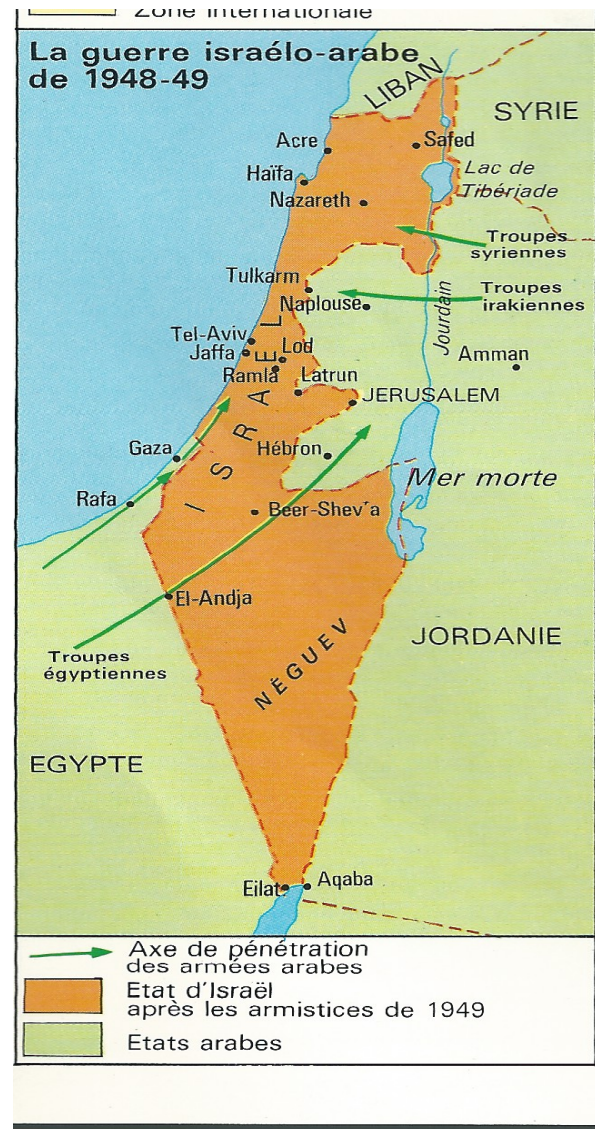 Zone internationale
La guerre israélo-arabe
de 1948-49
LIBAN
SYRIE
Acre
Safed
Haïfa
Lac de
Tibériade
Nazareth
Troupes
syriennes
Tulkarm
Troupes
irakiennes
Naplouse
Jourdain
Tel-Aviv
Jaffa
Lod
Amman
Ramla
Latrun
JERUSALEM
ISRAEL
Gaza
Hébron
Mer morte
Rafa
Beer-Shev'a
El-Andja
NÉGUEV
JORDANIE
Troupes
égyptiennes
EGYPTE
Eilat
Aqaba
Axe de pénétration
des armées arabes
Etat d'Israël
après les armistices de 1949
Etats arabes